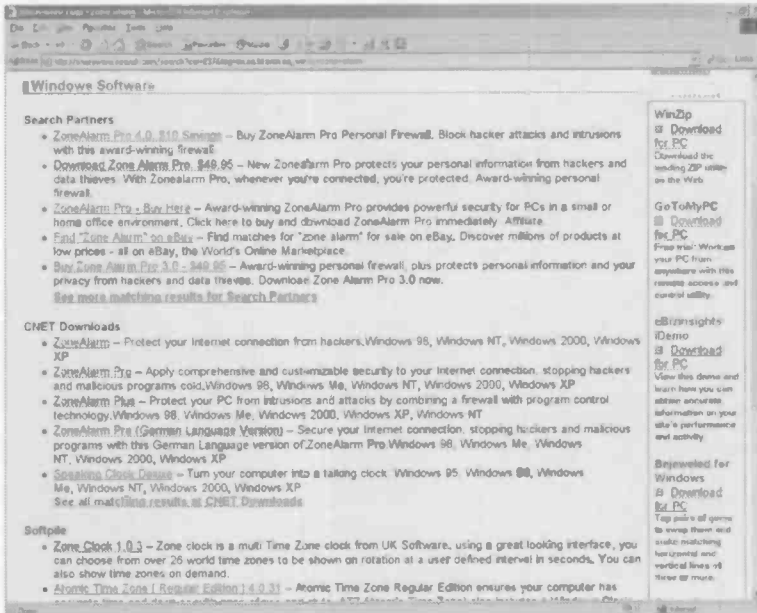 Windows Software
Search Partners
ZoneAlarm Pro 4.0, $10 Savings – Buy ZoneAlarm Pro Personal Firewall. Block hacker attacks and intrusions
with this award-winning firewall.
Download Zone Alarm Pro, $49.95 – New Zonealarm Pro protects your personal information from hackers and
data thieves. With Zonealarm Pro, whenever you're connected, you're protected. Award-winning personal
firewall.
ZoneAlarm Pro - Buy Here – Award-winning ZoneAlarm Pro provides powerful security for PCs in a small or
home office environment. Click here to buy and download ZoneAlarm Pro immediately. Affiliate.
Find "Zone Alarm" on eBay – Find matches for "zone alarm" for sale on eBay. Discover millions of products at
low prices - all on eBay, the World's Online Marketplace.
Buy Zone Alarm Pro 3.0 - $49.95 – Award-winning personal firewall, plus protects personal information and your
privacy from hackers and data thieves. Download Zone Alarm Pro 3.0 now.
See more matching results for Search Partners
CNET Downloads
ZoneAlarm – Protect your Internet connection from hackers.Windows 98, Windows NT, Windows 2000, Windows
XP
ZoneAlarm Pro – Apply comprehensive and customizable security to your Internet connection, stopping hackers
and malicious programs cold.Windows 98, Windows Me, Windows NT, Windows 2000, Windows XP
ZoneAlarm Plus – Protect your PC from intrusions and attacks by combining a firewall with program control
technology.Windows 98, Windows Me, Windows 2000, Windows XP, Windows NT
ZoneAlarm Pro (German Language Version) – Secure your Internet connection, stopping hackers and malicious
programs with this German Language version of ZoneAlarm Pro.Windows 98, Windows Me, Windows
NT, Windows 2000, Windows XP
Speaking Clock Deluxe – Turn your computer into a talking clock. Windows 95, Windows 98, Windows
Me, Windows NT, Windows 2000, Windows XP
See all matching results at CNET Downloads
Softpile
Zone Clock 1.0.3 – Zone clock is a multi Time Zone clock from UK Software, using a great looking interface, you
can choose from over 26 world time zones to be shown on rotation at a user defined interval in seconds. You can
also show time zones on demand.
Atomic Time Zone [ Regular Edition ] 4.0.31 – Atomic Time Zone Regular Edition ensures your computer has
WinZip
Download
for PC
Download the
leading ZIP utility
on the Web
GoToMyPC
Download
for PC
Free trial: Work on
your PC from
anywhere with this
remote access and
control utility.
eBizinsights
iDemo
Download
for PC
View this demo and
learn how you can
obtain accurate
information on your
site's performance
and activity
Bejeweled for
Windows
Download
for PC
Tap pairs of gems
to swap them and
make matching
horizontal and
vertical lines of
three or more